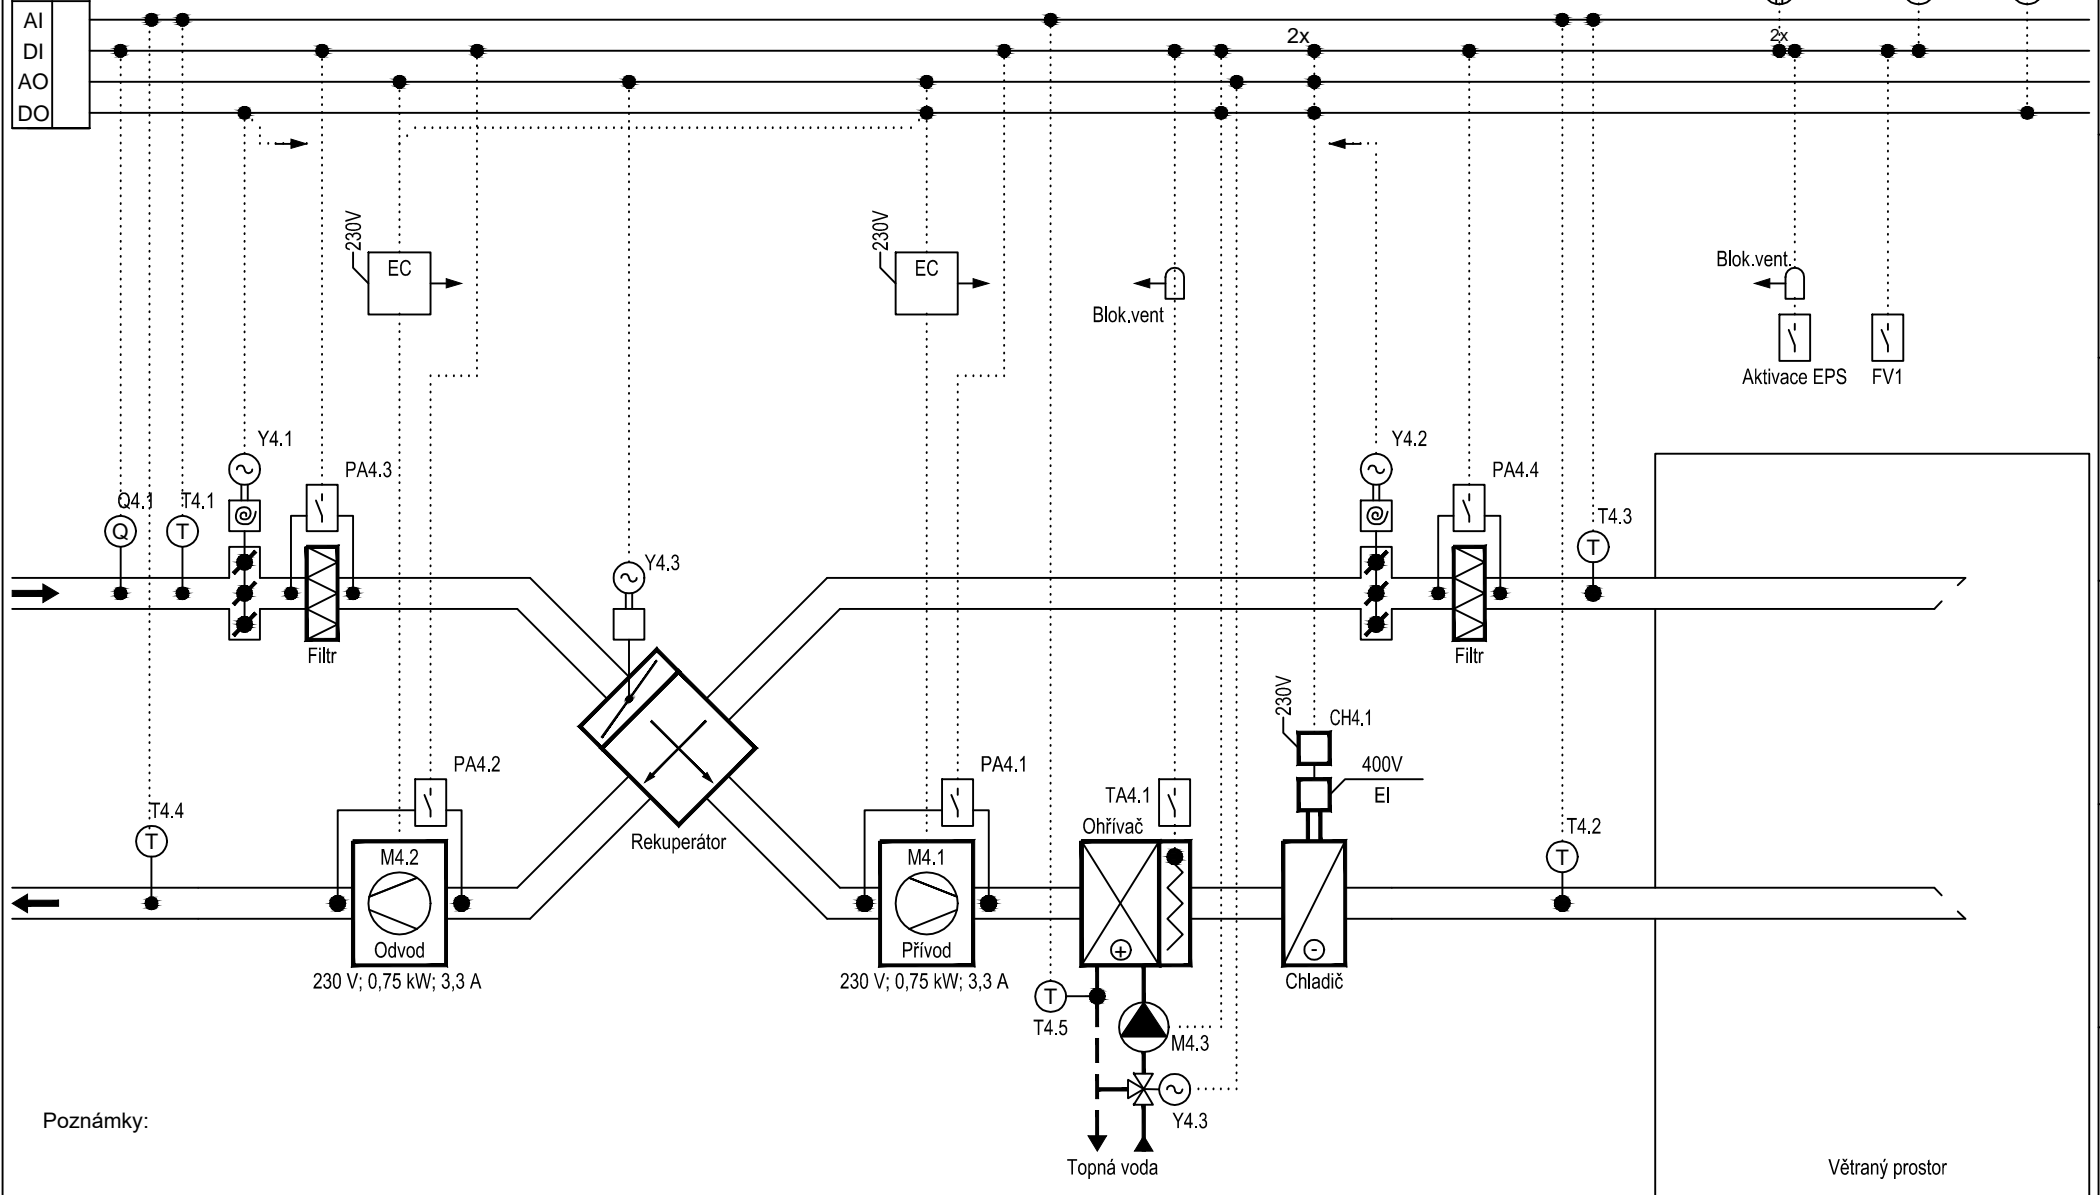 AI
DI
AO
DO
2x
2x
230V
EC
230V
EC
Blok.vent
Blok.vent.
Aktivace EPS
FV1
Y4.1
PA4.3
Q4.1
T4.1
Q
T
Y4.3
Y4.2
PA4.4
T4.3
T
Filtr
Filtr
230V
CH4.1
400V
EI
PA4.2
PA4.1
TA4.1
T4.4
T
Rekuperátor
Ohřívač
T4.2
T
M4.2
M4.1
Odvod
Přívod
+
-
230 V; 0,75 kW; 3,3 A
230 V; 0,75 kW; 3,3 A
Chladič
T
T4.5
M4.3
Y4.3
Poznámky:
Topná voda
Větraný prostor